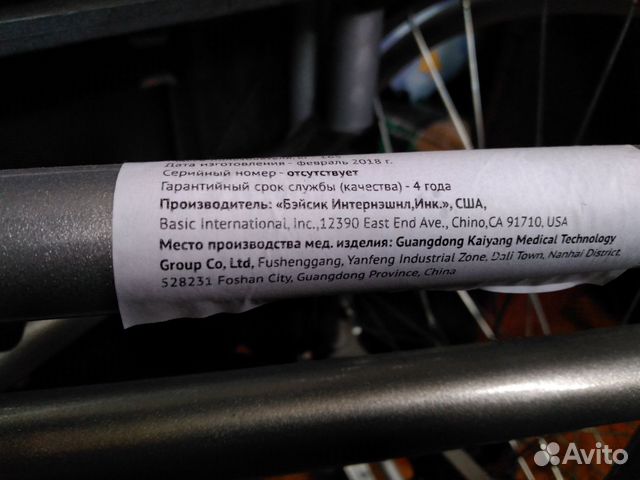 Дата изготовления - февраль 2018 г.
Серийный номер - отсутствует
Гарантийный срок службы (качества) - 4 года
Производитель: «Бэйсик Интернэшнл,Инк.», США,
Basic International, Inc.,12390 East End Ave., Chino,CA 91710, USA
Место производства мед. изделия: Guangdong Kaiyang Medical Technology
Group Co, Ltd, Fushenggang, Yanfeng Industrial Zone, Dali Town, Nanhai District,
528231 Foshan City, Guangdong Province, China
Avito